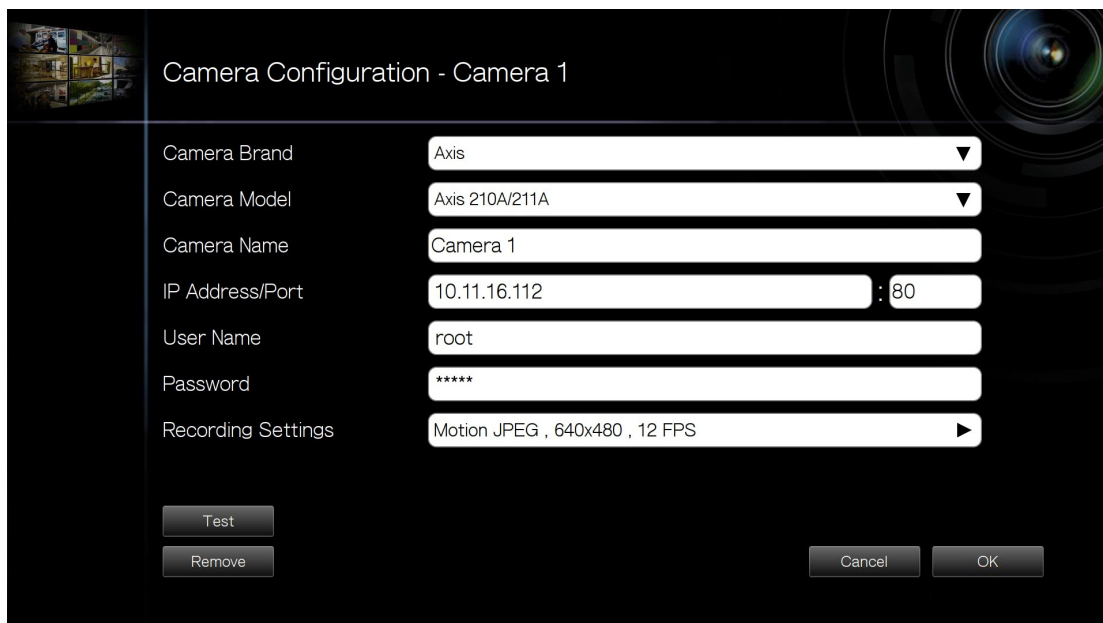 Camera Configuration - Camera 1
Camera Brand Axis ▼
Camera Model Axis 210A/211A ▼
Camera Name Camera 1
IP Address/Port 10.11.16.112 : 80
User Name root
Password *****
Recording Settings Motion JPEG , 640x480 , 12 FPS ►
Test
Remove Cancel OK